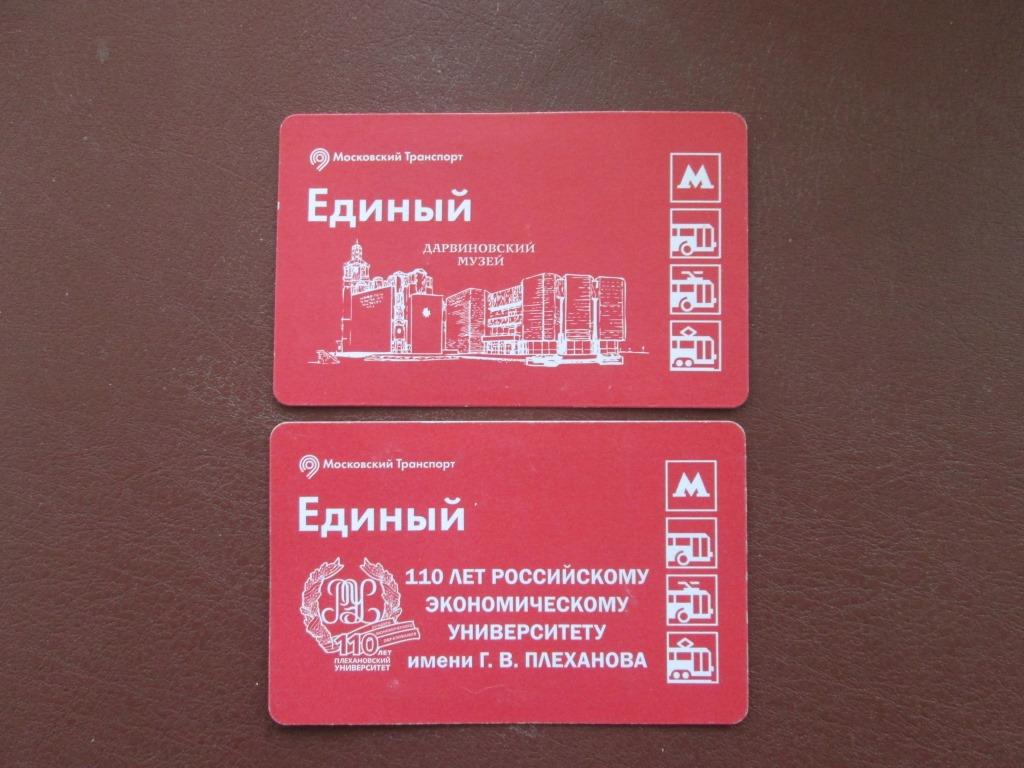 Московский Транспорт
М
Единый
ДАРВИНОВСКИЙ
МУЗЕЙ
Московский Транспорт
М
Единый
110 ЛЕТ РОССИЙСКОМУ
ЭКОНОМИЧЕСКОМУ
УНИВЕРСИТЕТУ
имени Г. В. ПЛЕХАНОВА
110 ЛЕТ
ПЛЕХАНОВСКИЙ
УНИВЕРСИТЕТ